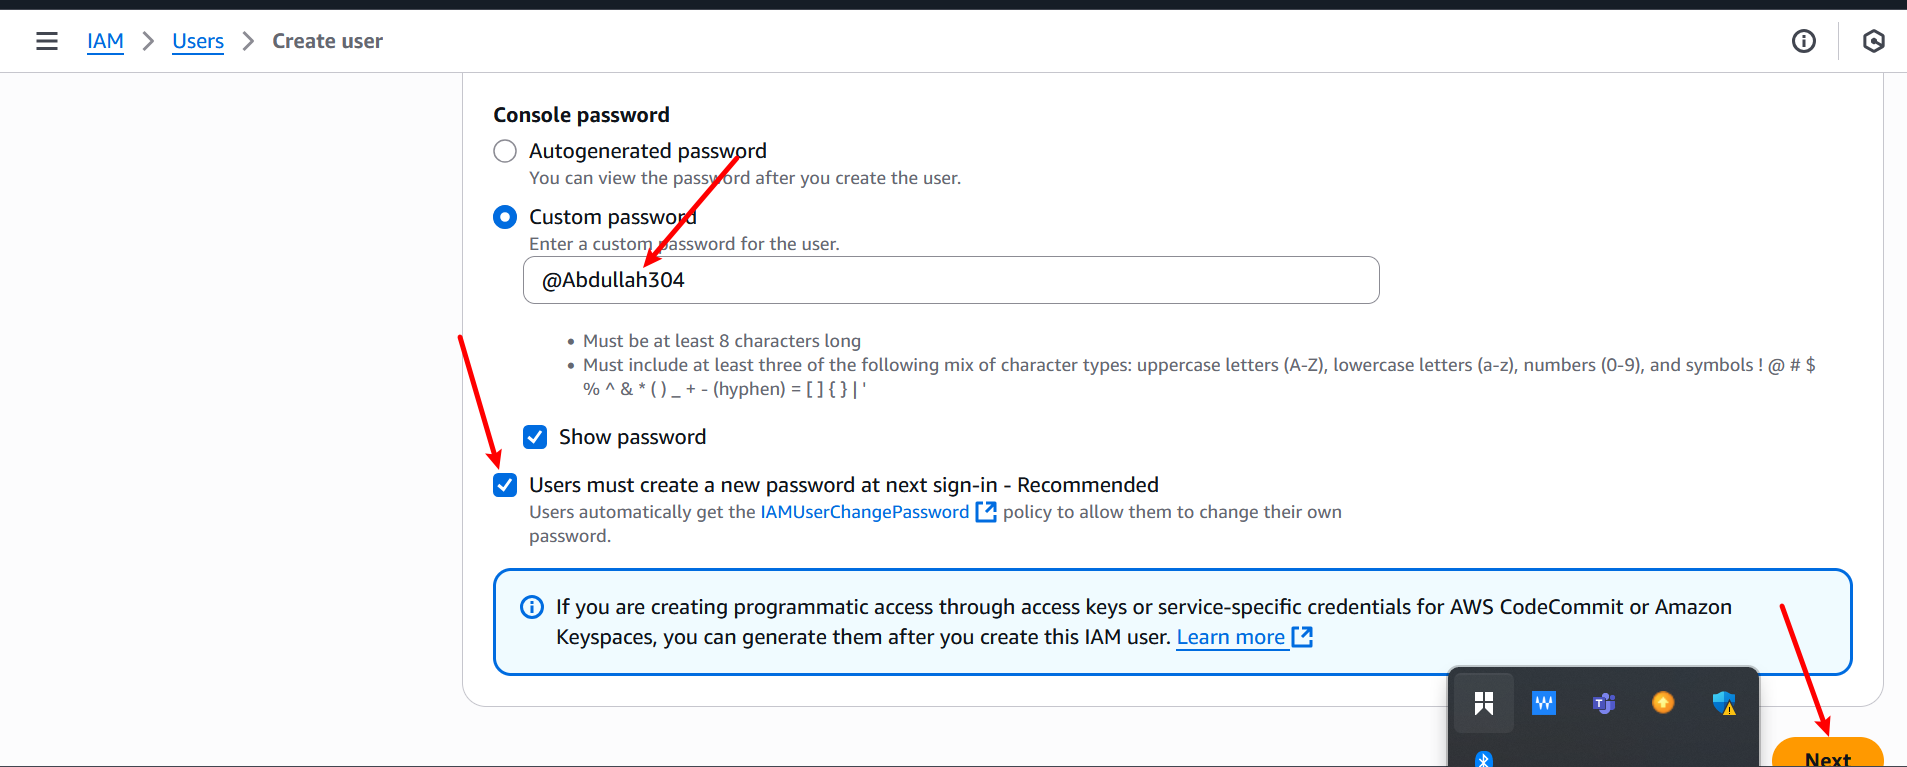 IAM > Users > Create user
Console password
Autogenerated password
You can view the password after you create the user.
Custom password
Enter a custom password for the user.
@Abdullah304
• Must be at least 8 characters long
• Must include at least three of the following mix of character types: uppercase letters (A-Z), lowercase letters (a-z), numbers (0-9), and symbols ! @ # $
% ^ & * ( ) _ + - (hyphen) = [ ] { } | '
Show password
Users must create a new password at next sign-in - Recommended
Users automatically get the IAMUserChangePassword policy to allow them to change their own
password.
If you are creating programmatic access through access keys or service-specific credentials for AWS CodeCommit or Amazon
Keyspaces, you can generate them after you create this IAM user. Learn more
Next